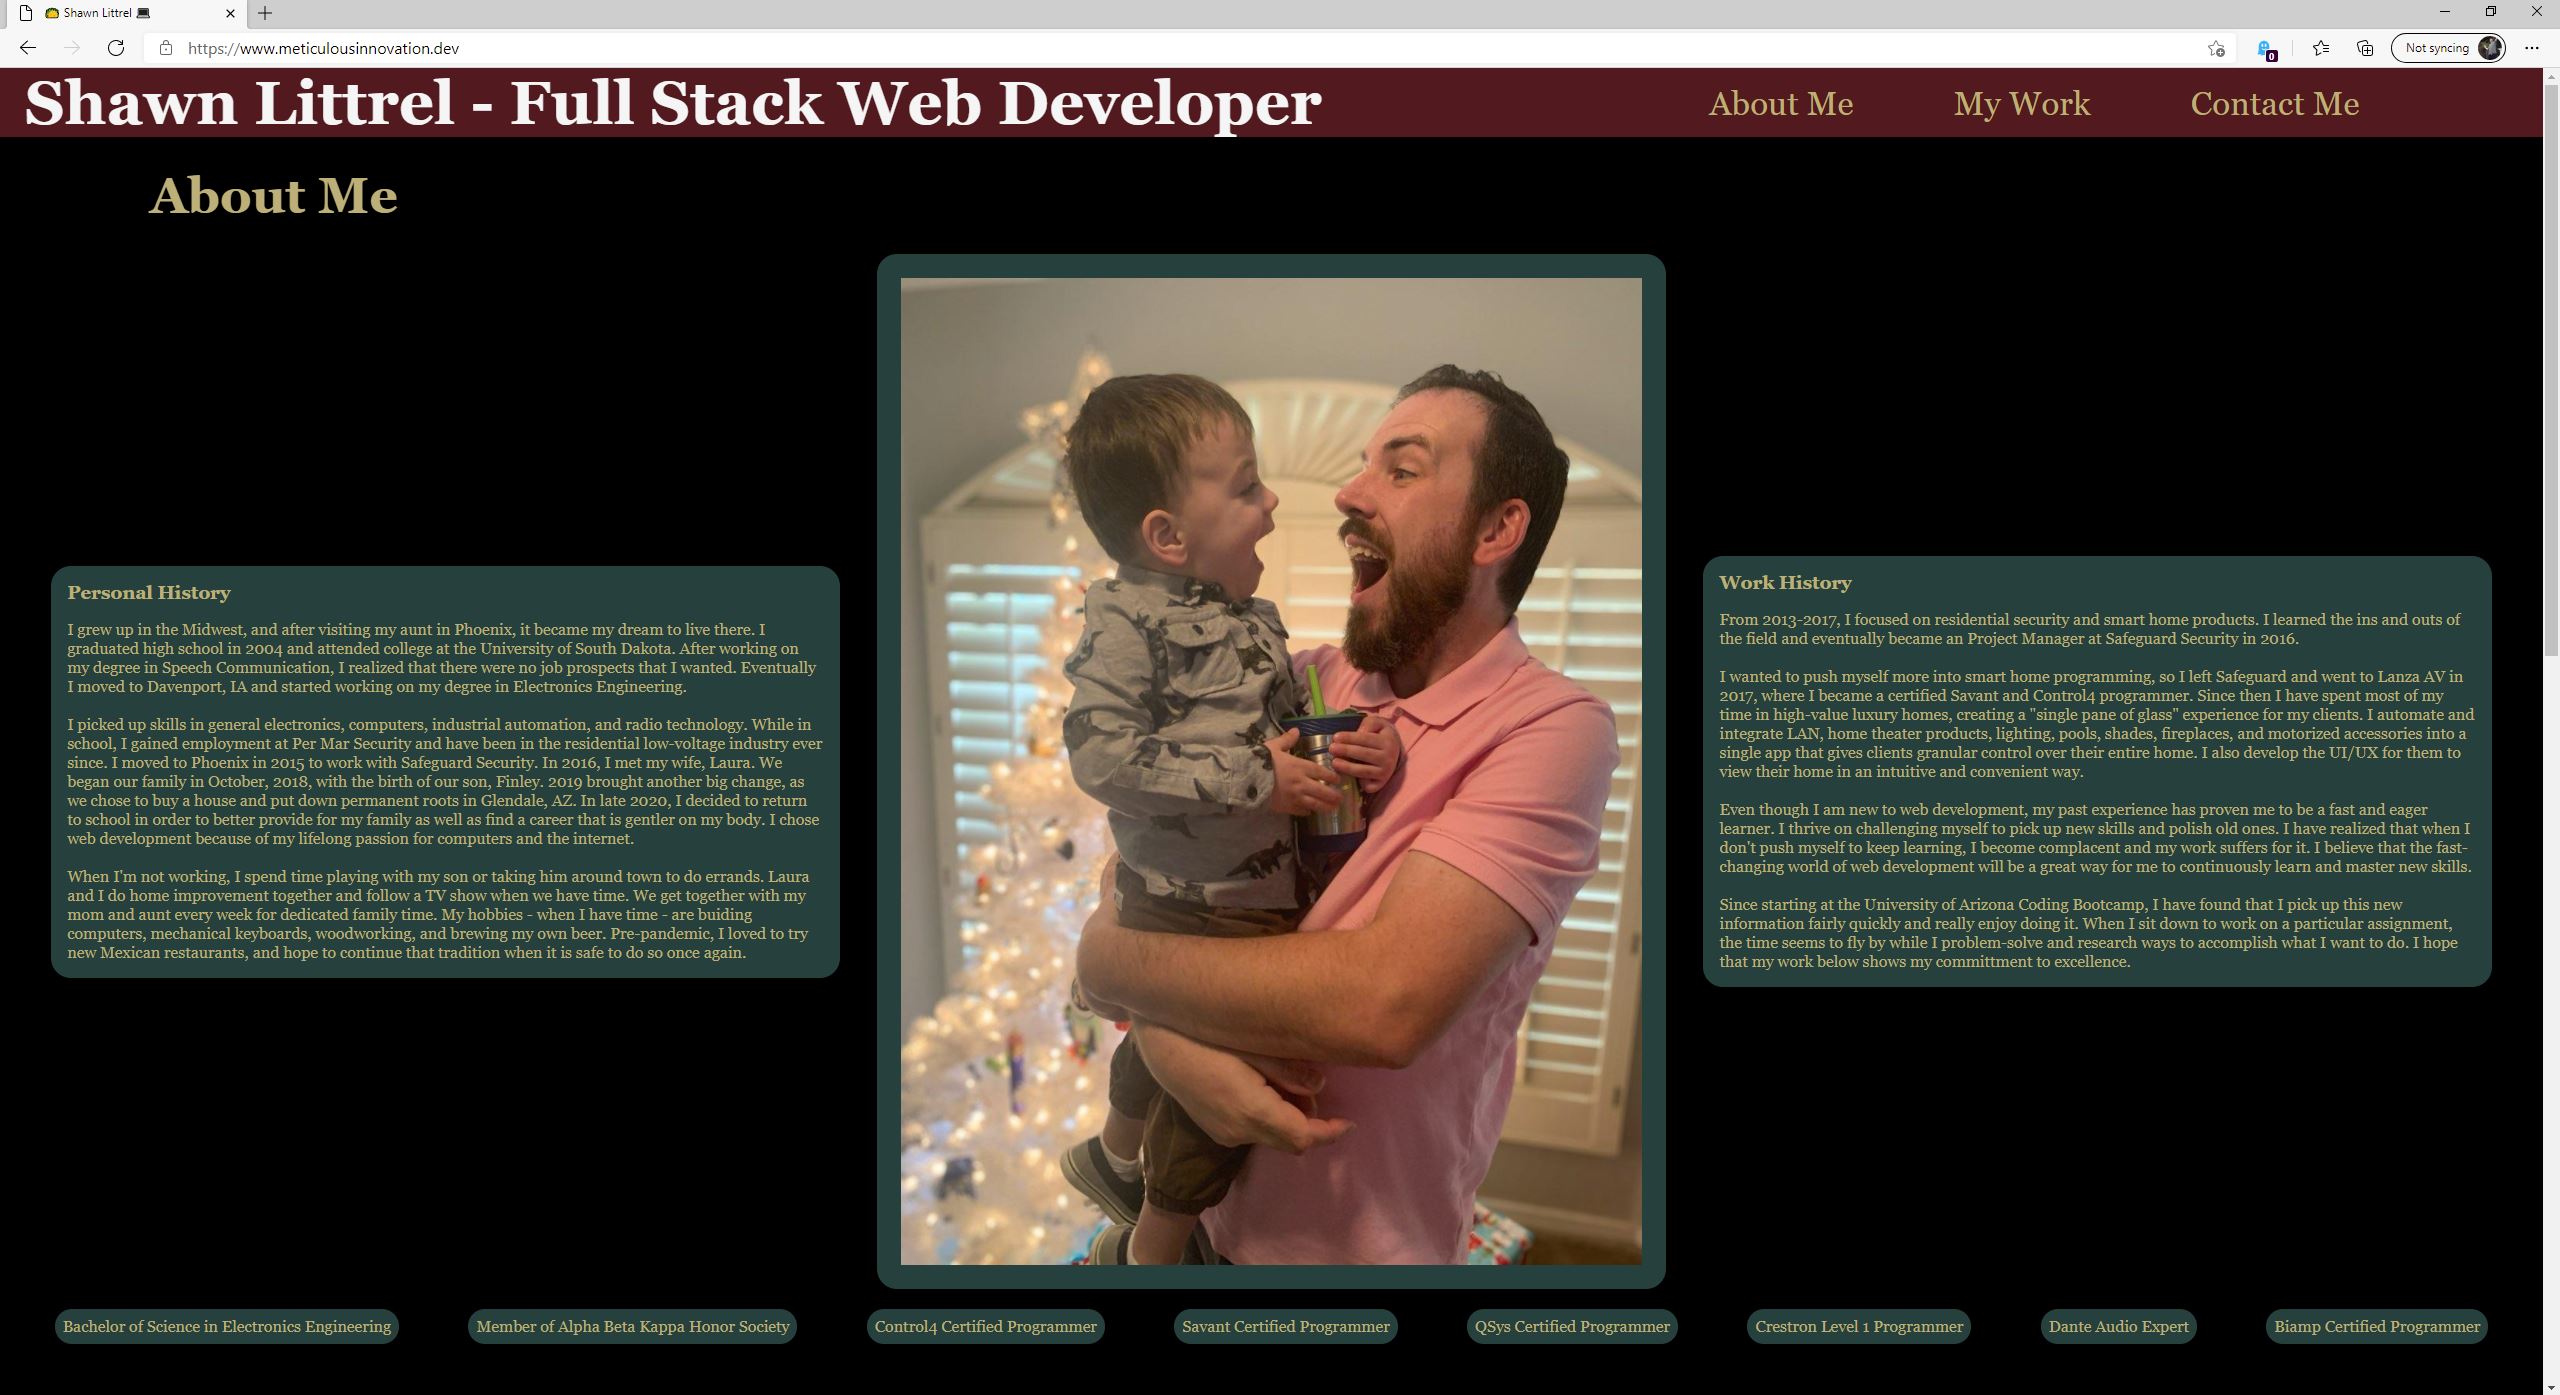 Shawn Littrel
https://www.meticulousinnovation.dev
0
Not syncing
Shawn Littrel - Full Stack Web Developer
About Me
My Work
Contact Me
About Me
Personal History
I grew up in the Midwest, and after visiting my aunt in Phoenix, it became my dream to live there. I
graduated high school in 2004 and attended college at the University of South Dakota. After working on
my degree in Speech Communication, I realized that there were no job prospects that I wanted. Eventually
I moved to Davenport, IA and started working on my degree in Electronics Engineering.
I picked up skills in general electronics, computers, industrial automation, and radio technology. While in
school, I gained employment at Per Mar Security and have been in the residential low-voltage industry ever
since. I moved to Phoenix in 2015 to work with Safeguard Security. In 2016, I met my wife, Laura. We
began our family in October, 2018, with the birth of our son, Finley. 2019 brought another big change, as
we chose to buy a house and put down permanent roots in Glendale, AZ. In late 2020, I decided to return
to school in order to better provide for my family as well as find a career that is gentler on my body. I chose
web development because of my lifelong passion for computers and the internet.
When I'm not working, I spend time playing with my son or taking him around town to do errands. Laura
and I do home improvement together and follow a TV show when we have time. We get together with my
mom and aunt every week for dedicated family time. My hobbies - when I have time - are buiding
computers, mechanical keyboards, woodworking, and brewing my own beer. Pre-pandemic, I loved to try
new Mexican restaurants, and hope to continue that tradition when it is safe to do so once again.
Work History
From 2013-2017, I focused on residential security and smart home products. I learned the ins and outs of
the field and eventually became an Project Manager at Safeguard Security in 2016.
I wanted to push myself more into smart home programming, so I left Safeguard and went to Lanza AV in
2017, where I became a certified Savant and Control4 programmer. Since then I have spent most of my
time in high-value luxury homes, creating a "single pane of glass" experience for my clients. I automate and
integrate LAN, home theater products, lighting, pools, shades, fireplaces, and motorized accessories into a
single app that gives clients granular control over their entire home. I also develop the UI/UX for them to
view their home in an intuitive and convenient way.
Even though I am new to web development, my past experience has proven me to be a fast and eager
learner. I thrive on challenging myself to pick up new skills and polish old ones. I have realized that when I
don't push myself to keep learning, I become complacent and my work suffers for it. I believe that the fast-
changing world of web development will be a great way for me to continuously learn and master new skills.
Since starting at the University of Arizona Coding Bootcamp, I have found that I pick up this new
information fairly quickly and really enjoy doing it. When I sit down to work on a particular assignment,
the time seems to fly by while I problem-solve and research ways to accomplish what I want to do. I hope
that my work below shows my committment to excellence.
Bachelor of Science in Electronics Engineering
Member of Alpha Beta Kappa Honor Society
Control4 Certified Programmer
Savant Certified Programmer
QSys Certified Programmer
Crestron Level 1 Programmer
Dante Audio Expert
Biamp Certified Programmer